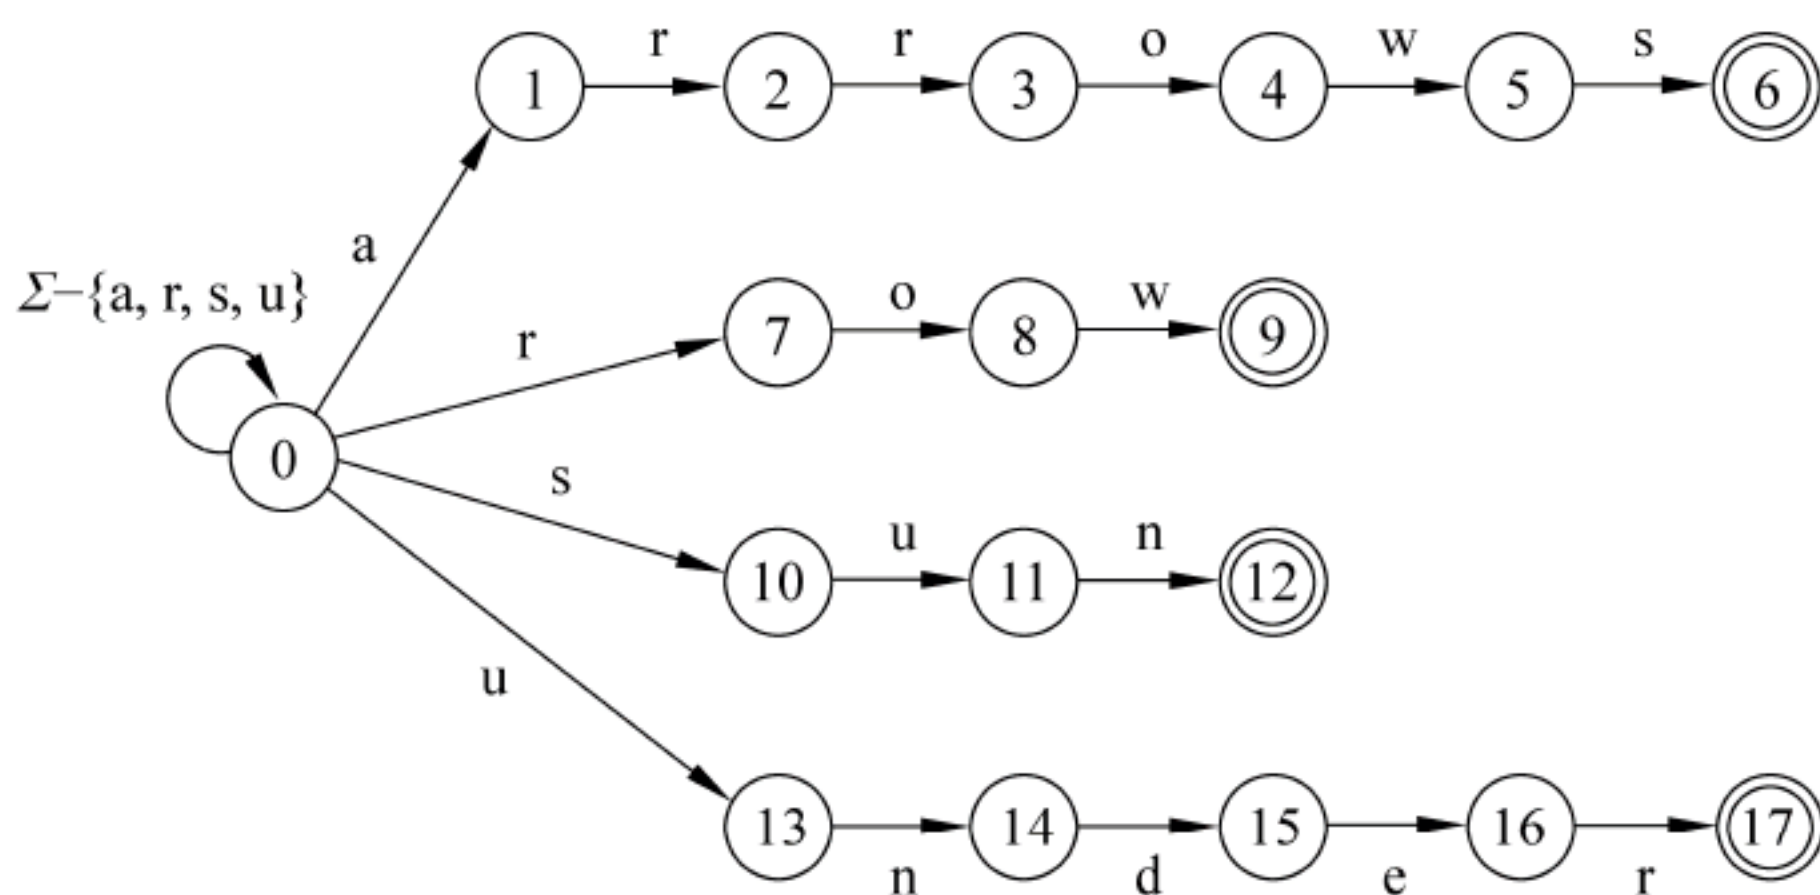 r r o w s
1 2 3 4 5 6
a
Σ−{a, r, s, u}
r o w
7 8 9
0
s u n
10 11 12
u
13 14 15 16 17
n d e r